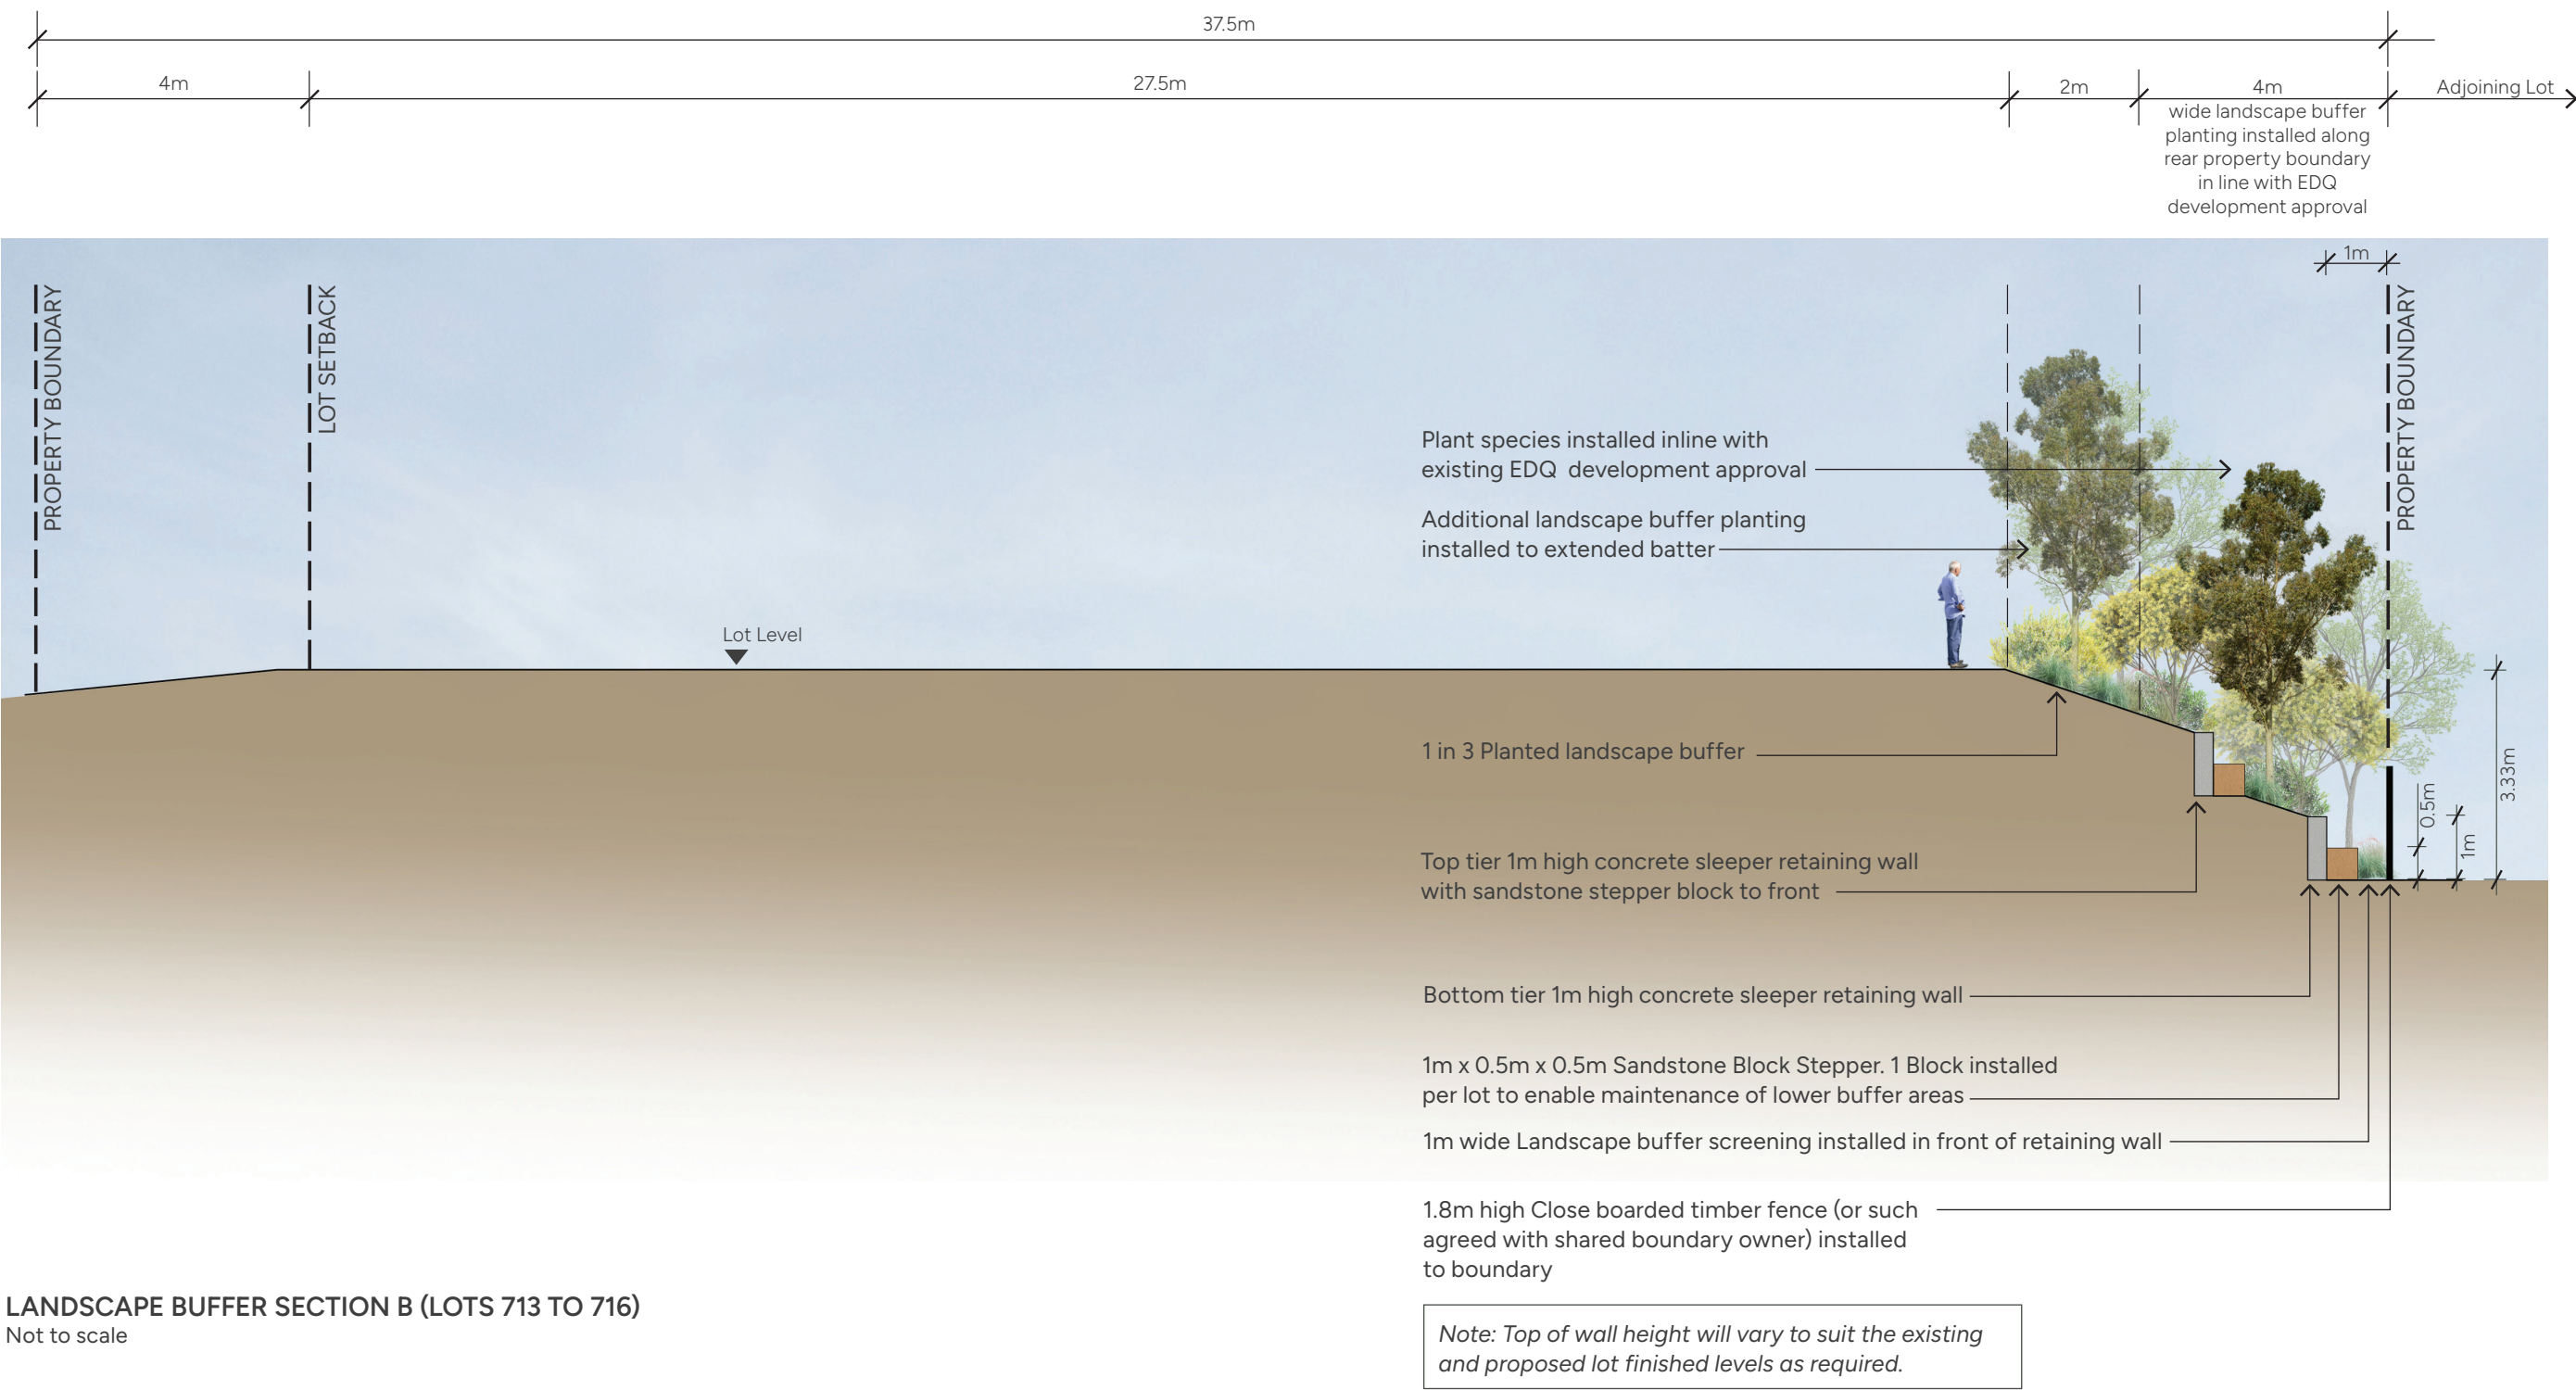 37.5m
4m
27.5m
2m
4m
Adjoining Lot
wide landscape buffer
planting installed along
rear property boundary
in line with EDQ
development approval
1m
PROPERTY BOUNDARY
LOT SETBACK
PROPERTY BOUNDARY
Plant species installed inline with
existing EDQ development approval
Additional landscape buffer planting
installed to extended batter
Lot Level
1 in 3 Planted landscape buffer
3.33m
0.5m
1m
Top tier 1m high concrete sleeper retaining wall
with sandstone stepper block to front
Bottom tier 1m high concrete sleeper retaining wall
1m x 0.5m x 0.5m Sandstone Block Stepper. 1 Block installed
per lot to enable maintenance of lower buffer areas
1m wide Landscape buffer screening installed in front of retaining wall
1.8m high Close boarded timber fence (or such
agreed with shared boundary owner) installed
to boundary
LANDSCAPE BUFFER SECTION B (LOTS 713 TO 716)
Not to scale
Note: Top of wall height will vary to suit the existing
and proposed lot finished levels as required.